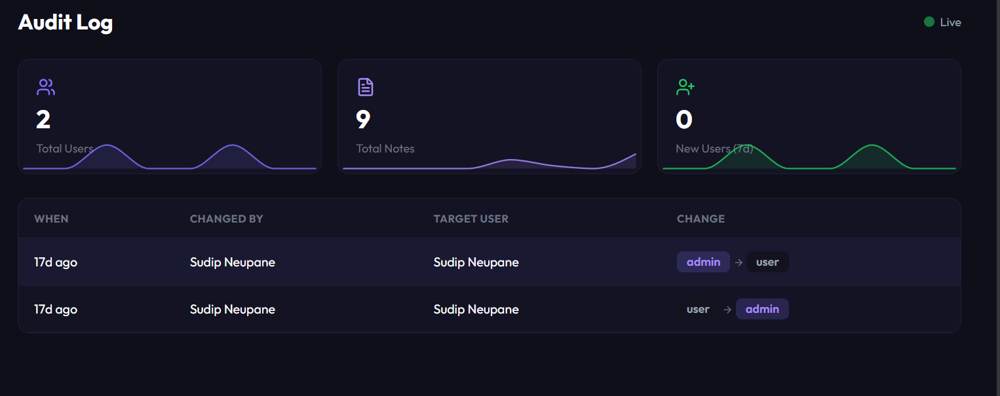 Audit Log
Live
2
Total Users
9
Total Notes
0
New Users (7d)
WHEN CHANGED BY TARGET USER CHANGE
17d ago Sudip Neupane Sudip Neupane admin → user
17d ago Sudip Neupane Sudip Neupane user → admin